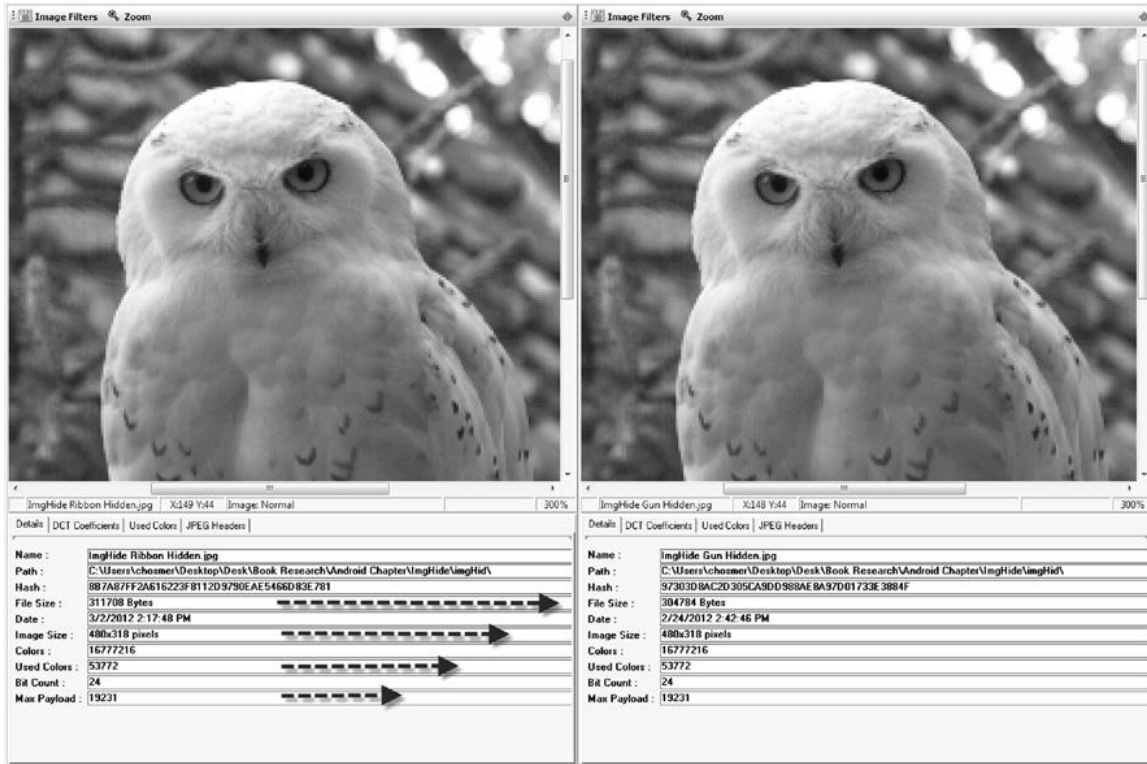 Image Filters Zoom
ImgHide Ribbon Hidden.jpg X:149 Y:44 Image: Normal 300%
Details DCT Coefficients Used Colors JPEG Headers
Name : ImgHide Ribbon Hidden.jpg
Path : C:\Users\chosmer\Desktop\Desk\Book Research\Android Chapter\ImgHide\imgHid\
Hash : 8B7A87FF2A616223F8112D9790EAE5466D83E781
File Size : 311708 Bytes
Date : 3/2/2012 2:17:48 PM
Image Size : 480x318 pixels
Colors : 16777216
Used Colors : 53772
Bit Count : 24
Max Payload : 19231
Image Filters Zoom
ImgHide Gun Hidden.jpg X:148 Y:44 Image: Normal 300%
Details DCT Coefficients Used Colors JPEG Headers
Name : ImgHide Gun Hidden.jpg
Path : C:\Users\chosmer\Desktop\Desk\Book Research\Android Chapter\ImgHide\imgHid\
Hash : 97303D8AC2D305CA9DD988AE8A97D01733E3884F
File Size : 304784 Bytes
Date : 2/24/2012 2:42:46 PM
Image Size : 480x318 pixels
Colors : 16777216
Used Colors : 53772
Bit Count : 24
Max Payload : 19231